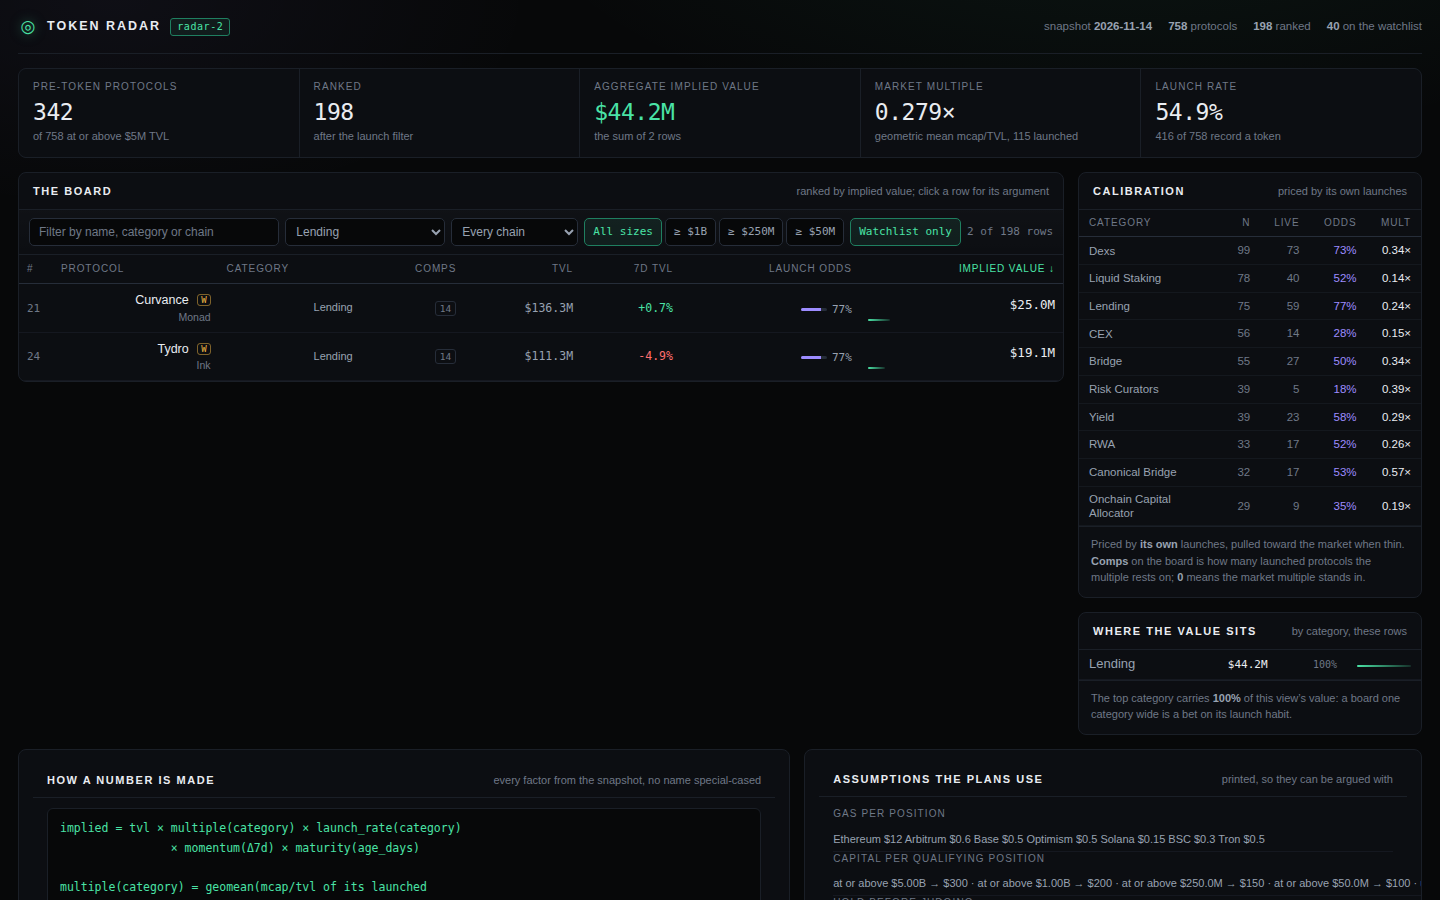 ◎ TOKEN RADAR radar-2
snapshot 2026-11-14 758 protocols 198 ranked 40 on the watchlist
PRE-TOKEN PROTOCOLS
342
of 758 at or above $5M TVL
RANKED
198
after the launch filter
AGGREGATE IMPLIED VALUE
$44.2M
the sum of 2 rows
MARKET MULTIPLE
0.279×
geometric mean mcap/TVL, 115 launched
LAUNCH RATE
54.9%
416 of 758 record a token
THE BOARD
ranked by implied value; click a row for its argument
Filter by name, category or chain Lending Every chain All sizes ≥ $1B ≥ $250M ≥ $50M Watchlist only 2 of 198 rows
# PROTOCOL CATEGORY COMPS TVL 7D TVL LAUNCH ODDS IMPLIED VALUE ↓
21 Curvance W Lending 14 $136.3M +0.7% 77% $25.0M
Monad
24 Tydro W Lending 14 $111.3M -4.9% 77% $19.1M
Ink
CALIBRATION
priced by its own launches
CATEGORY N LIVE ODDS MULT
Dexs 99 73 73% 0.34×
Liquid Staking 78 40 52% 0.14×
Lending 75 59 77% 0.24×
CEX 56 14 28% 0.15×
Bridge 55 27 50% 0.34×
Risk Curators 39 5 18% 0.39×
Yield 39 23 58% 0.29×
RWA 33 17 52% 0.26×
Canonical Bridge 32 17 53% 0.57×
Onchain Capital
Allocator 29 9 35% 0.19×
Priced by its own launches, pulled toward the market when thin.
Comps on the board is how many launched protocols the
multiple rests on; 0 means the market multiple stands in.
WHERE THE VALUE SITS
by category, these rows
Lending $44.2M 100%
The top category carries 100% of this view's value: a board one
category wide is a bet on its launch habit.
HOW A NUMBER IS MADE
every factor from the snapshot, no name special-cased
implied = tvl × multiple(category) × launch_rate(category)
× momentum(Δ7d) × maturity(age_days)
multiple(category) = geomean(mcap/tvl of its launched
ASSUMPTIONS THE PLANS USE
printed, so they can be argued with
GAS PER POSITION
Ethereum $12 Arbitrum $0.6 Base $0.5 Optimism $0.5 Solana $0.15 BSC $0.3 Tron $0.5
CAPITAL PER QUALIFYING POSITION
at or above $5.00B → $300 · at or above $1.00B → $200 · at or above $250.0M → $150 · at or above $50.0M → $100 ·
HOLD BEFORE JUDGING